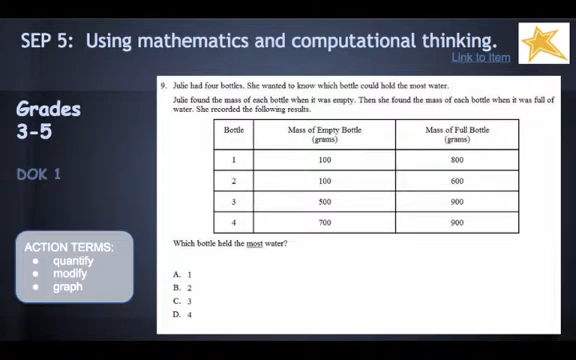 SEP 5: Using mathematics and computational thinking.
Link to Item
Grades
3-5
DOK 1
ACTION TERMS:
● quantify
● modify
● graph
9. Julie had four bottles. She wanted to know which bottle could hold the most water.
Julie found the mass of each bottle when it was empty. Then she found the mass of each bottle when it was full of
water. She recorded the following results.
Bottle Mass of Empty Bottle (grams) Mass of Full Bottle (grams)
1 100 800
2 100 600
3 500 900
4 700 900
Which bottle held the most water?
A. 1
B. 2
C. 3
D. 4